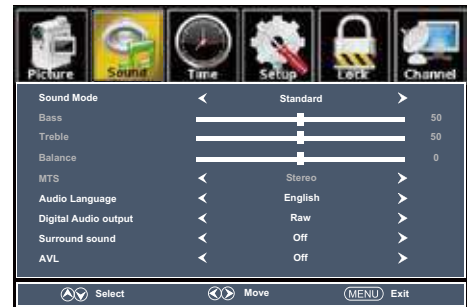 Picture Sound Time Setup Lock Channel
Sound Mode Standard
Bass 50
Treble 50
Balance 0
MTS Stereo
Audio Language English
Digital Audio output Raw
Surround sound Off
AVL Off
Select Move MENU Exit